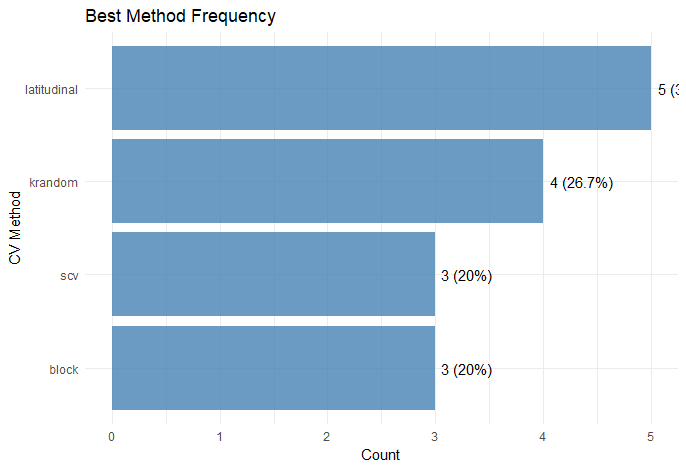 Best Method Frequency
CV Method
latitudinal
5 (3
krandom
4 (26.7%)
scv
3 (20%)
block
3 (20%)
0 1 2 3 4 5
Count